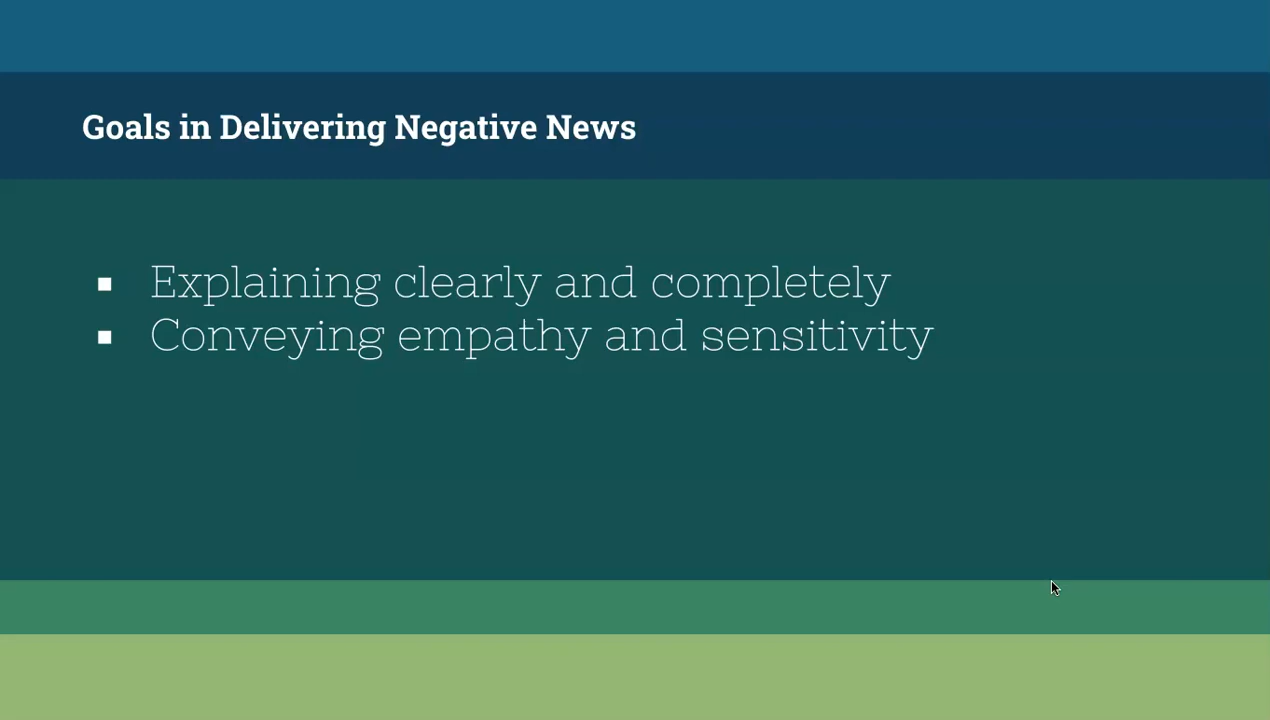 Goals in Delivering Negative News
▪ Explaining clearly and completely
▪ Conveying empathy and sensitivity